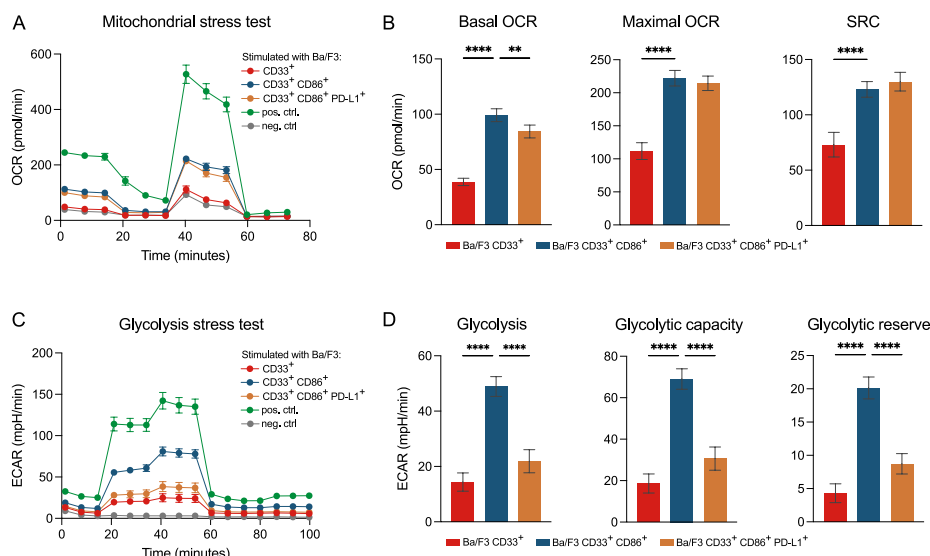 A
Mitochondrial stress test
OCR (pmol/min)
600
400
200
0
0 20 40 60 80
Time (minutes)
Stimulated with Ba/F3:
CD33⁺
CD33⁺ CD86⁺
CD33⁺ CD86⁺ PD-L1⁺
pos. ctrl.
neg. ctrl
B
Basal OCR
OCR (pmol/min)
150
100
50
0
**** **
Maximal OCR
250
200
150
100
50
0
****
SRC
150
100
50
0
****
Ba/F3 CD33⁺ Ba/F3 CD33⁺ CD86⁺ Ba/F3 CD33⁺ CD86⁺ PD-L1⁺
C
Glycolysis stress test
ECAR (mpH/min)
200
150
100
50
0
0 20 40 60 80 100
Time (minutes)
Stimulated with Ba/F3:
CD33⁺
CD33⁺ CD86⁺
CD33⁺ CD86⁺ PD-L1⁺
pos. ctrl.
neg. ctrl
D
Glycolysis
ECAR (mpH/min)
60
40
20
0
**** ****
Glycolytic capacity
80
60
40
20
0
**** ****
Glycolytic reserve
25
20
15
10
5
0
**** ****
Ba/F3 CD33⁺ Ba/F3 CD33⁺ CD86⁺ Ba/F3 CD33⁺ CD86⁺ PD-L1⁺